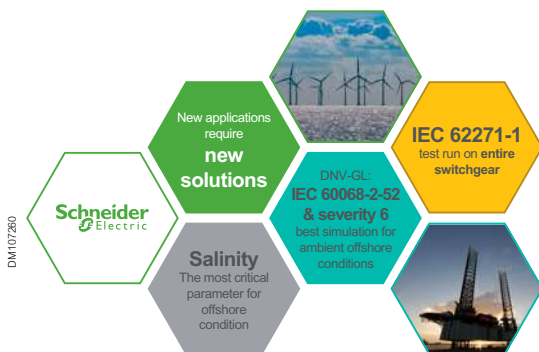 New applications
require
new
solutions
IEC 62271-1
test run on entire
switchgear
DNV-GL:
IEC 60068-2-52
& severity 6
best simulation for
ambient offshore
conditions
Schneider
Electric
Salinity
The most critical
parameter for
offshore
condition
DM107260